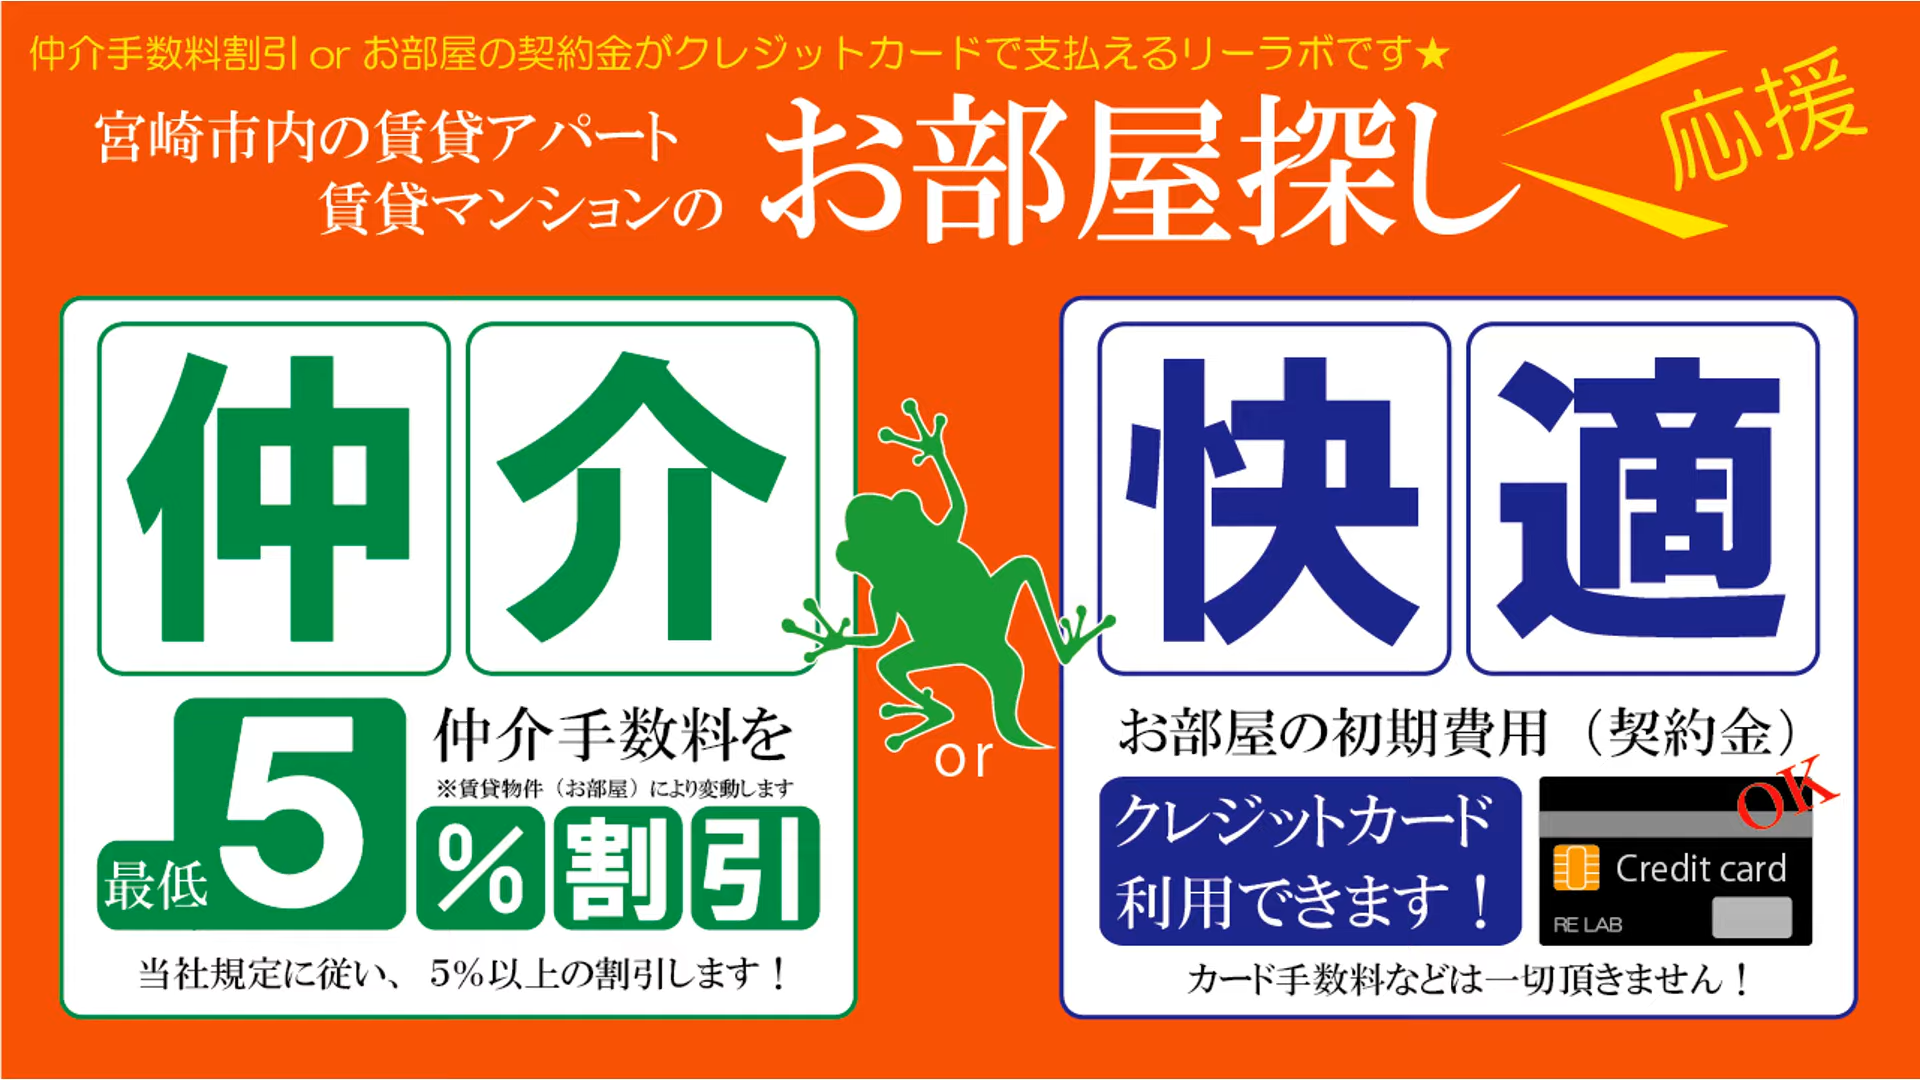 仲介手数料割引 or お部屋の契約金がクレジットカードで支払えるリーラボです★
宮崎市内の賃貸アパート
賃貸マンションの
お部屋探し
応援
仲介
最低5%割引
仲介手数料を
※賃貸物件（お部屋）により変動します
当社規定に従い、5%以上の割引します！
or
快適
お部屋の初期費用（契約金）
クレジットカード
利用できます！
OK
Credit card
RE LAB
カード手数料などは一切頂きません！